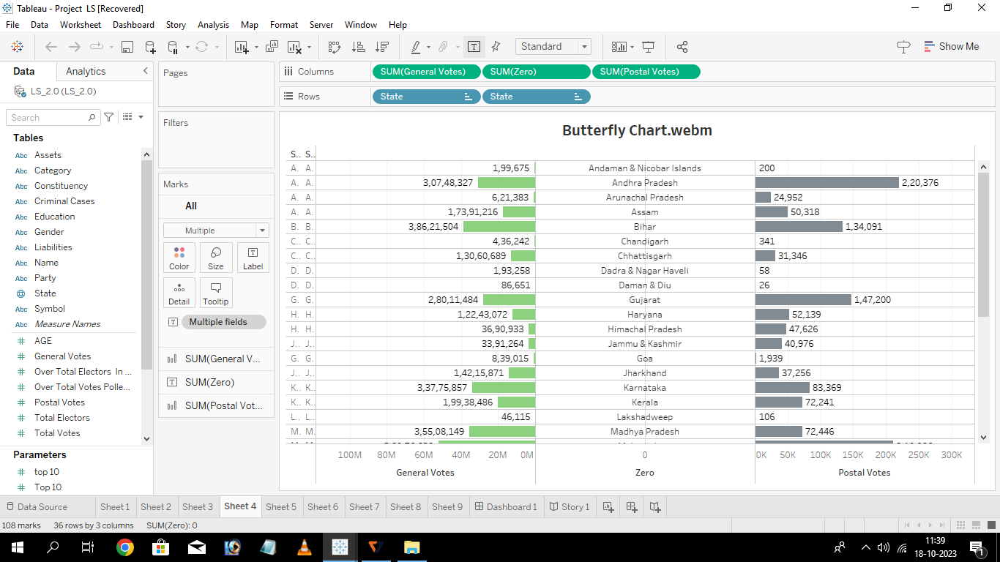 Tableau - Project  LS [Recovered]
File Data Worksheet Dashboard Story Analysis Map Format Server Window Help
Standard
Show Me
Data Analytics
LS_2.0 (LS_2.0)
Search
Tables
Abc Assets
Abc Category
Abc Constituency
Abc Criminal Cases
Abc Education
Abc Gender
Abc Liabilities
Abc Name
Abc Party
State
Abc Symbol
Abc Measure Names
# AGE
# General Votes
# Over Total Electors In ...
# Over Total Votes Polle...
# Postal Votes
# Total Electors
# Total Votes
Parameters
# top 10
# Top 10
Pages
Filters
Marks
All
Multiple
Color Size Label
Detail Tooltip
Multiple fields
SUM(General V...
SUM(Zero)
SUM(Postal Vot...
Columns SUM(General Votes) SUM(Zero) SUM(Postal Votes)
Rows State State
Butterfly Chart.webm
S.. S..
A. A. 1,99,675 Andaman & Nicobar Islands 200
A. A. 3,07,48,327 Andhra Pradesh 2,20,376
A. A. 6,21,383 Arunachal Pradesh 24,952
A. A. 1,73,91,216 Assam 50,318
B. B. 3,86,21,504 Bihar 1,34,091
C.. C.. 4,36,242 Chandigarh 341
C.. C.. 1,30,60,689 Chhattisgarh 31,346
D. D. 1,93,258 Dadra & Nagar Haveli 58
D. D. 86,651 Daman & Diu 26
G. G. 2,80,11,484 Gujarat 1,47,200
H. H. 1,22,43,072 Haryana 52,139
H. H. 36,90,933 Himachal Pradesh 47,626
J.. J.. 33,91,264 Jammu & Kashmir 40,976
G. G. 8,39,015 Goa 1,939
J.. J.. 1,42,15,871 Jharkhand 37,256
K.. K.. 3,37,75,857 Karnataka 83,369
K.. K.. 1,99,38,486 Kerala 72,241
L.. L.. 46,115 Lakshadweep 106
M. M. 3,55,08,149 Madhya Pradesh 72,446
100M 80M 60M 40M 20M 0M 0 0K 50K 100K 150K 200K 250K 300K
General Votes Zero Postal Votes
Data Source Sheet 1 Sheet 2 Sheet 3 Sheet 4 Sheet 5 Sheet 6 Sheet 7 Sheet 8 Sheet 9 Dashboard 1 Story 1
108 marks 36 rows by 3 columns SUM(Zero): 0
11:39
18-10-2023
1